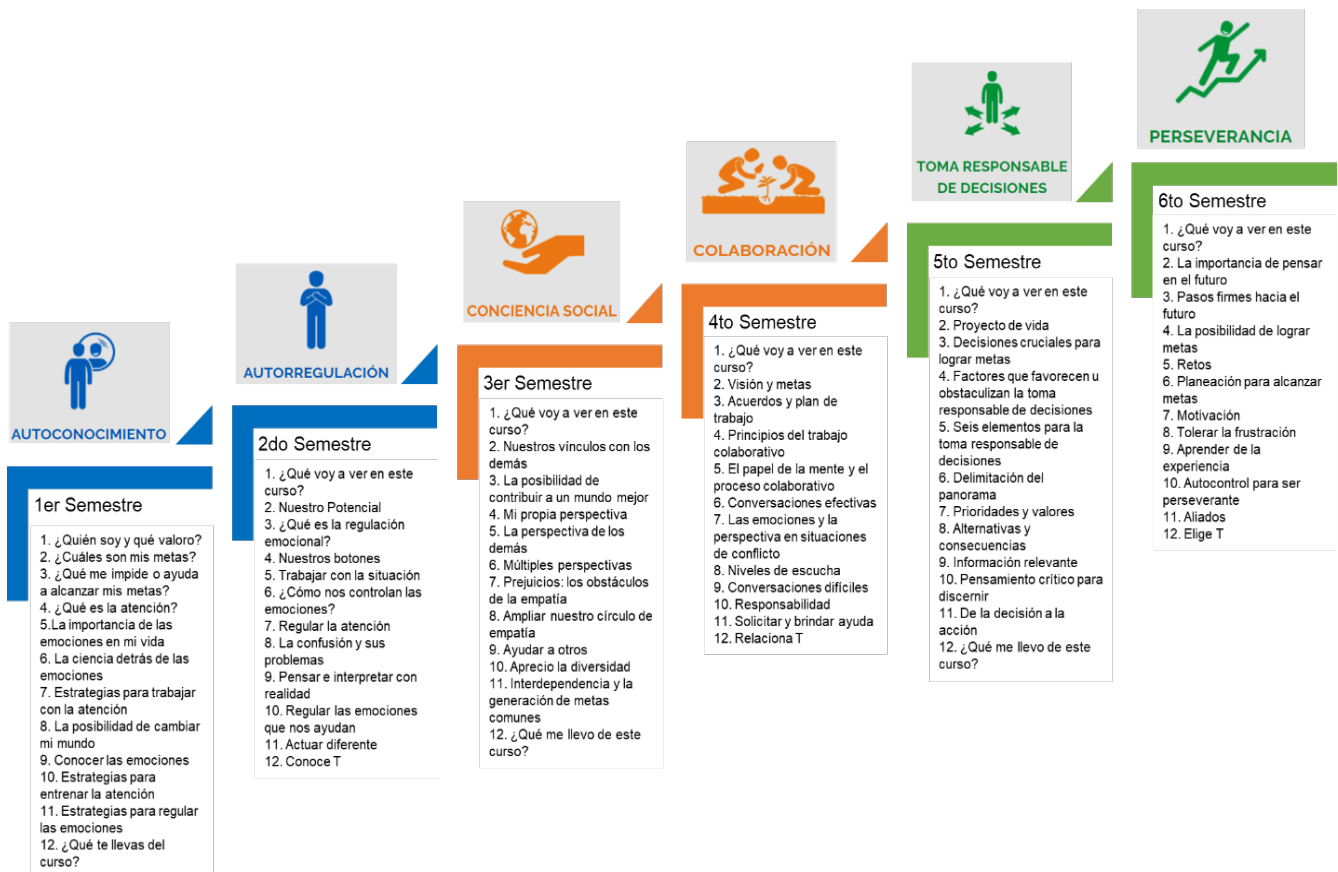 AUTOCONOCIMIENTO
1er Semestre
1. ¿Quién soy y qué valoro?
2. ¿Cuáles son mis metas?
3. ¿Qué me impide o ayuda
a alcanzar mis metas?
4. ¿Qué es la atención?
5.La importancia de las
emociones en mi vida
6. La ciencia detrás de las
emociones
7. Estrategias para trabajar
con la atención
8. La posibilidad de cambiar
mi mundo
9. Conocer las emociones
10. Estrategias para
entrenar la atención
11. Estrategias para regular
las emociones
12. ¿Qué te llevas del
curso?
AUTORREGULACIÓN
2do Semestre
1. ¿Qué voy a ver en este
curso?
2. Nuestro Potencial
3. ¿Qué es la regulación
emocional?
4. Nuestros botones
5. Trabajar con la situación
6. ¿Cómo nos controlan las
emociones?
7. Regular la atención
8. La confusión y sus
problemas
9. Pensar e interpretar con
realidad
10. Regular las emociones
que nos ayudan
11. Actuar diferente
12. Conoce T
CONCIENCIA SOCIAL
3er Semestre
1. ¿Qué voy a ver en este
curso?
2. Nuestros vínculos con los
demás
3. La posibilidad de
contribuir a un mundo mejor
4. Mi propia perspectiva
5. La perspectiva de los
demás
6. Múltiples perspectivas
7. Prejuicios: los obstáculos
de la empatía
8. Ampliar nuestro círculo de
empatía
9. Ayudar a otros
10. Aprecio la diversidad
11. Interdependencia y la
generación de metas
comunes
12. ¿Qué me llevo de este
curso?
COLABORACIÓN
4to Semestre
1. ¿Qué voy a ver en este
curso?
2. Visión y metas
3. Acuerdos y plan de
trabajo
4. Principios del trabajo
colaborativo
5. El papel de la mente y el
proceso colaborativo
6. Conversaciones efectivas
7. Las emociones y la
perspectiva en situaciones
de conflicto
8. Niveles de escucha
9. Conversaciones difíciles
10. Responsabilidad
11. Solicitar y brindar ayuda
12. Relaciona T
TOMA RESPONSABLE
DE DECISIONES
5to Semestre
1. ¿Qué voy a ver en este
curso?
2. Proyecto de vida
3. Decisiones cruciales para
lograr metas
4. Factores que favorecen u
obstaculizan la toma
responsable de decisiones
5. Seis elementos para la
toma responsable de
decisiones
6. Delimitación del
panorama
7. Prioridades y valores
8. Alternativas y
consecuencias
9. Información relevante
10. Pensamiento crítico para
discernir
11. De la decisión a la
acción
12. ¿Qué me llevo de este
curso?
PERSEVERANCIA
6to Semestre
1. ¿Qué voy a ver en este
curso?
2. La importancia de pensar
en el futuro
3. Pasos firmes hacia el
futuro
4. La posibilidad de lograr
metas
5. Retos
6. Planeación para alcanzar
metas
7. Motivación
8. Tolerar la frustración
9. Aprender de la
experiencia
10. Autocontrol para ser
perseverante
11. Aliados
12. Elige T